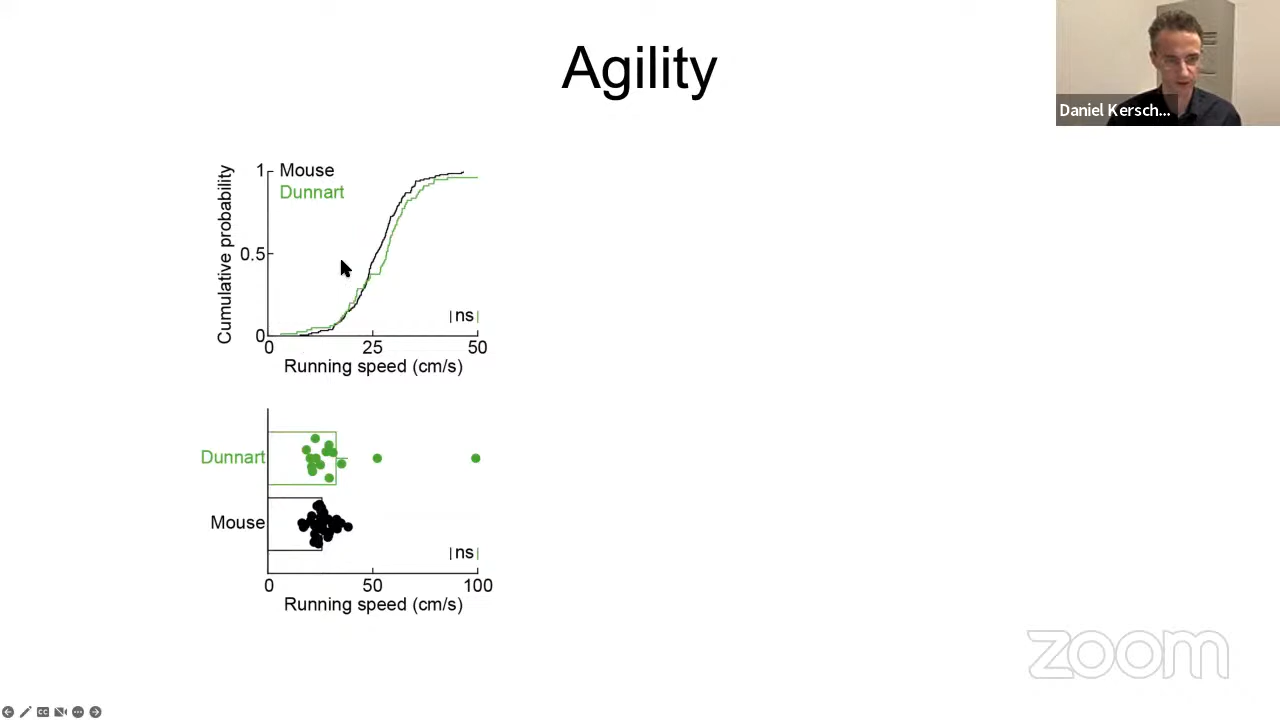 Agility
Daniel Kersch...
Mouse
Dunnart
Cumulative probability
1
0.5
0
ns
0 25 50
Running speed (cm/s)
Dunnart
Mouse
ns
0 50 100
Running speed (cm/s)
zoom
CC